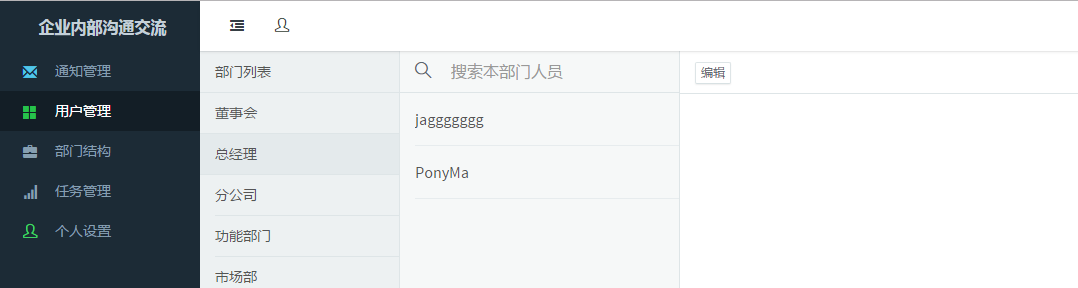 企业内部沟通交流
通知管理
用户管理
部门结构
任务管理
个人设置
部门列表
董事会
总经理
分公司
功能部门
市场部
搜索本部门人员
jaggggggg
PonyMa
编辑